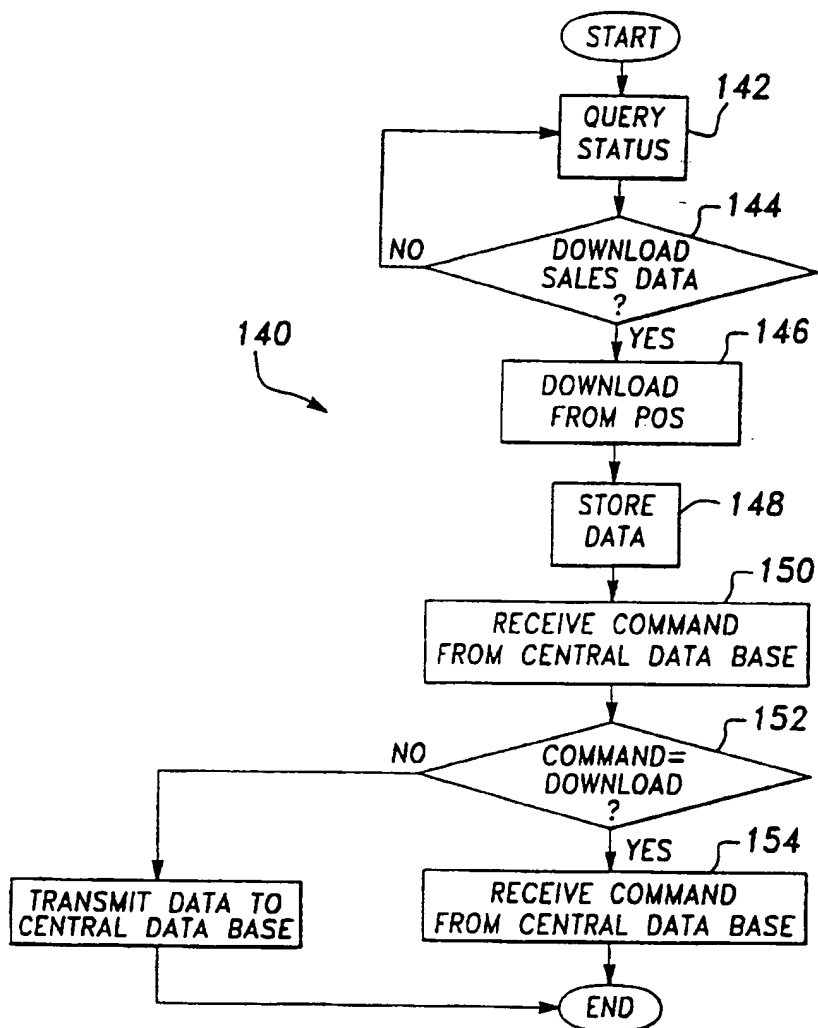 START
142
QUERY
STATUS
144
NO
DOWNLOAD
SALES DATA
?
140
YES
146
DOWNLOAD
FROM POS
STORE
DATA
148
150
RECEIVE COMMAND
FROM CENTRAL DATA BASE
152
NO
COMMAND=
DOWNLOAD
?
YES
154
TRANSMIT DATA TO
CENTRAL DATA BASE
RECEIVE COMMAND
FROM CENTRAL DATA BASE
END